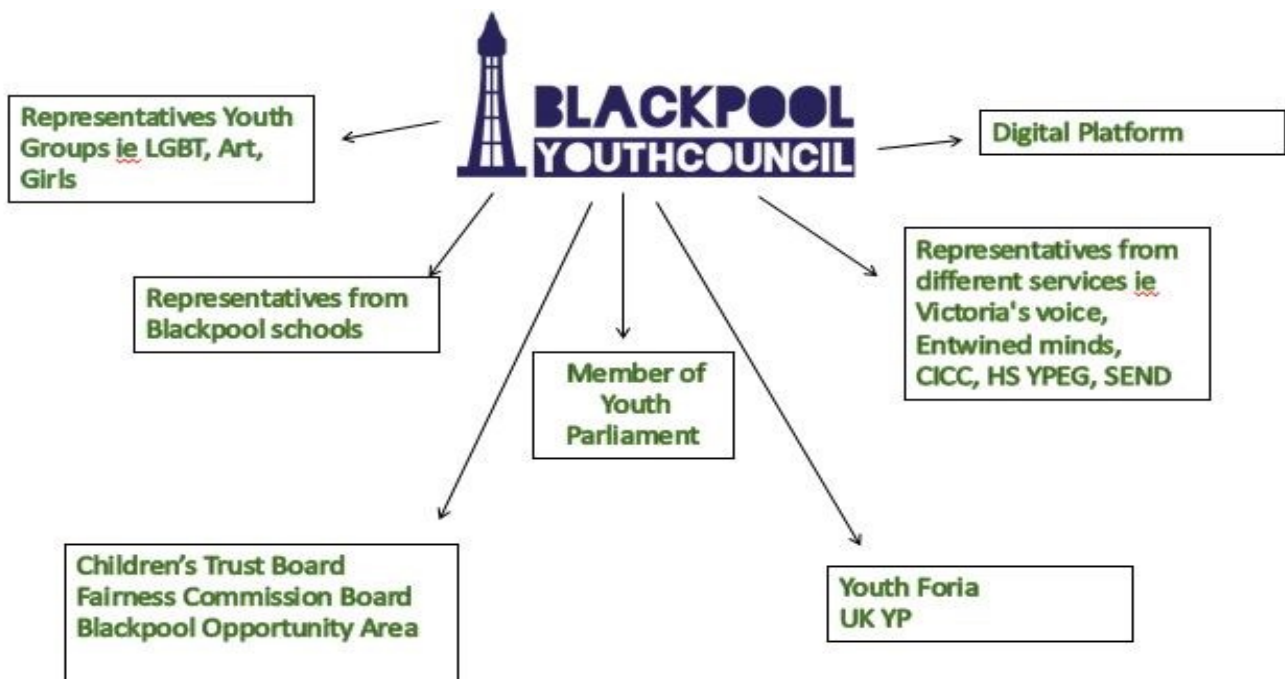 BLACKPOOL
YOUTHCOUNCIL
Representatives Youth
Groups ie LGBT, Art,
Girls
Digital Platform
Representatives from
Blackpool schools
Representatives from
different services ie
Victoria's voice,
Entwined minds,
CICC, HS YPEG, SEND
Member of
Youth
Parliament
Children's Trust Board
Fairness Commission Board
Blackpool Opportunity Area
Youth Foria
UK YP